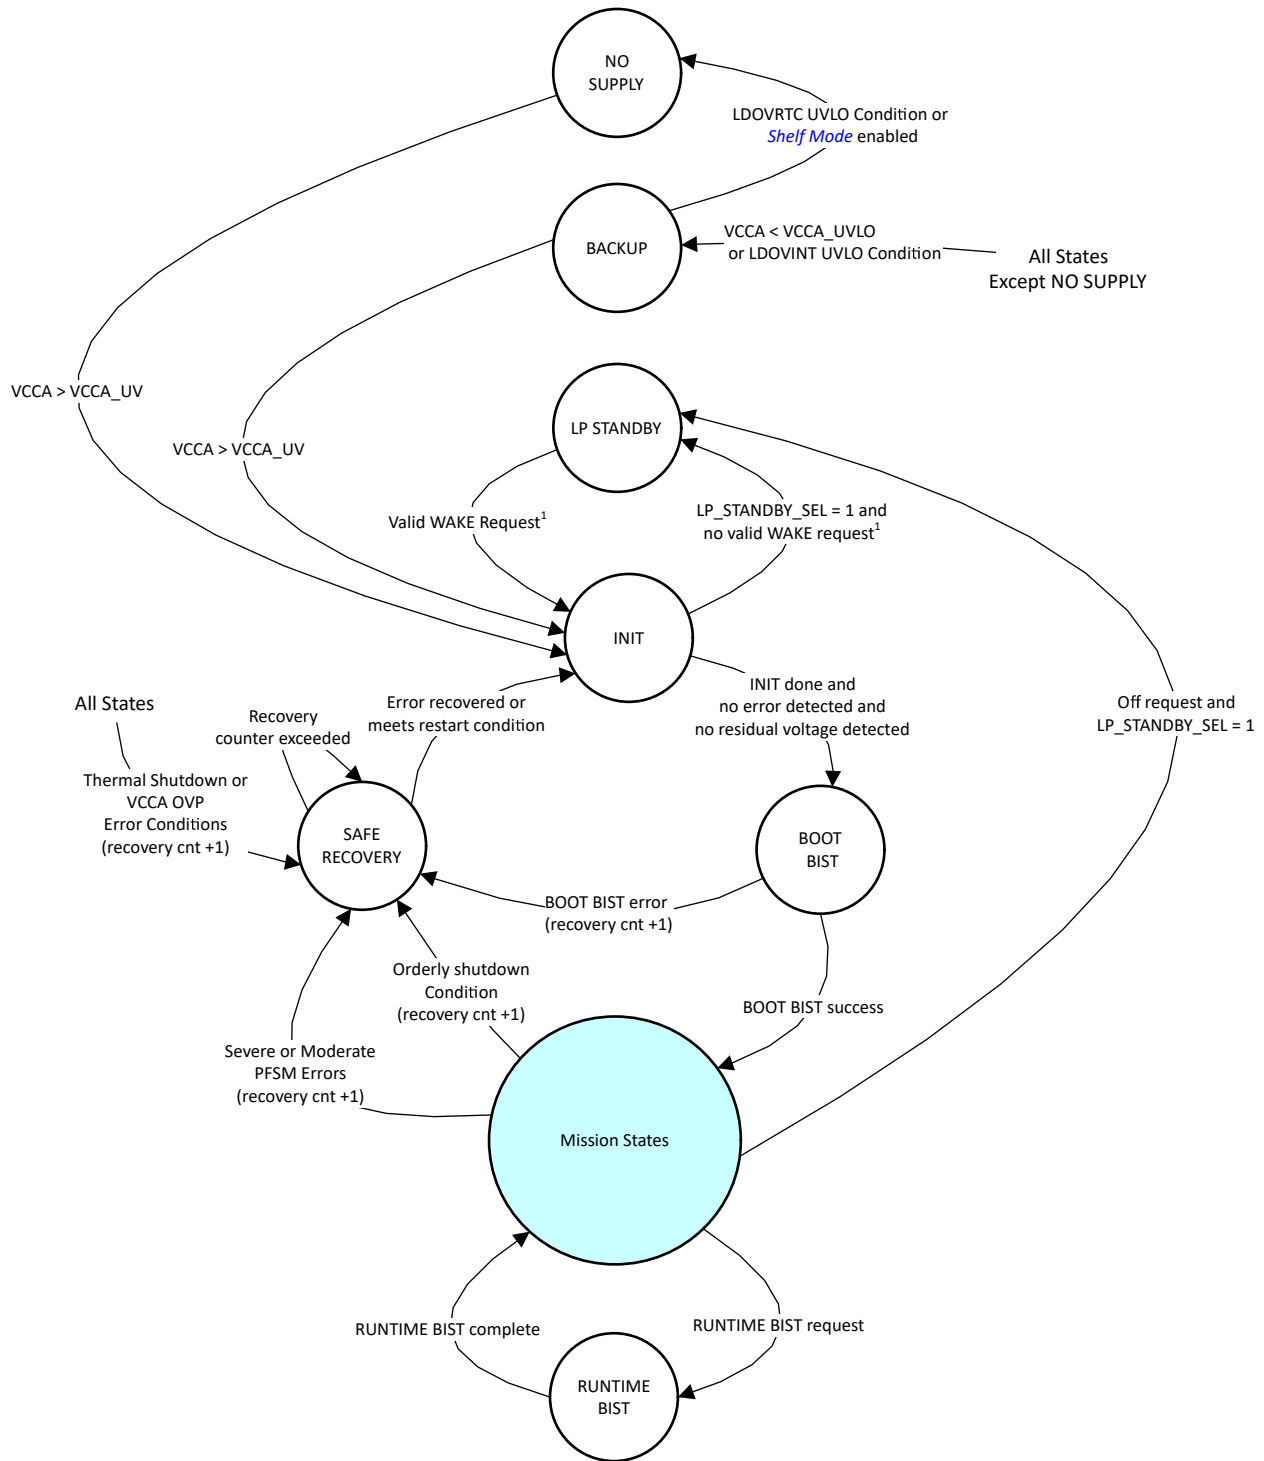 NO
SUPPLY
LDOVRTC UVLO Condition or
Shelf Mode enabled
BACKUP
VCCA < VCCA_UVLO
or LDOVINT UVLO Condition
All States
Except NO SUPPLY
VCCA > VCCA_UV
VCCA > VCCA_UV
LP STANDBY
Valid WAKE Request¹
LP_STANDBY_SEL = 1 and
no valid WAKE request¹
INIT
All States
Recovery
counter exceeded
Error recovered or
meets restart condition
INIT done and
no error detected and
no residual voltage detected
Off request and
LP_STANDBY_SEL = 1
Thermal Shutdown or
VCCA OVP
Error Conditions
(recovery cnt +1)
SAFE
RECOVERY
BOOT
BIST
BOOT BIST error
(recovery cnt +1)
Orderly shutdown
Condition
(recovery cnt +1)
BOOT BIST success
Severe or Moderate
PFSM Errors
(recovery cnt +1)
Mission States
RUNTIME BIST complete
RUNTIME BIST request
RUNTIME
BIST